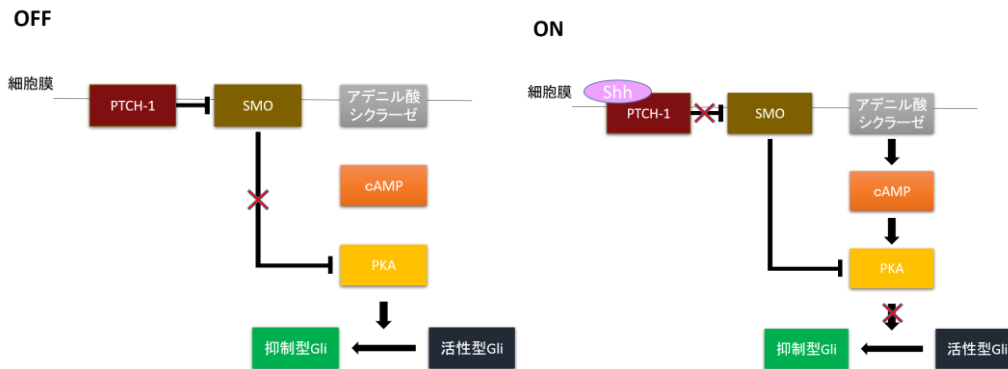 OFF
細胞膜
PTCH-1
SMO
アデニル酸
シクラーゼ
cAMP
PKA
抑制型Gli
活性型Gli
ON
細胞膜
Shh
PTCH-1
SMO
アデニル酸
シクラーゼ
cAMP
PKA
抑制型Gli
活性型Gli